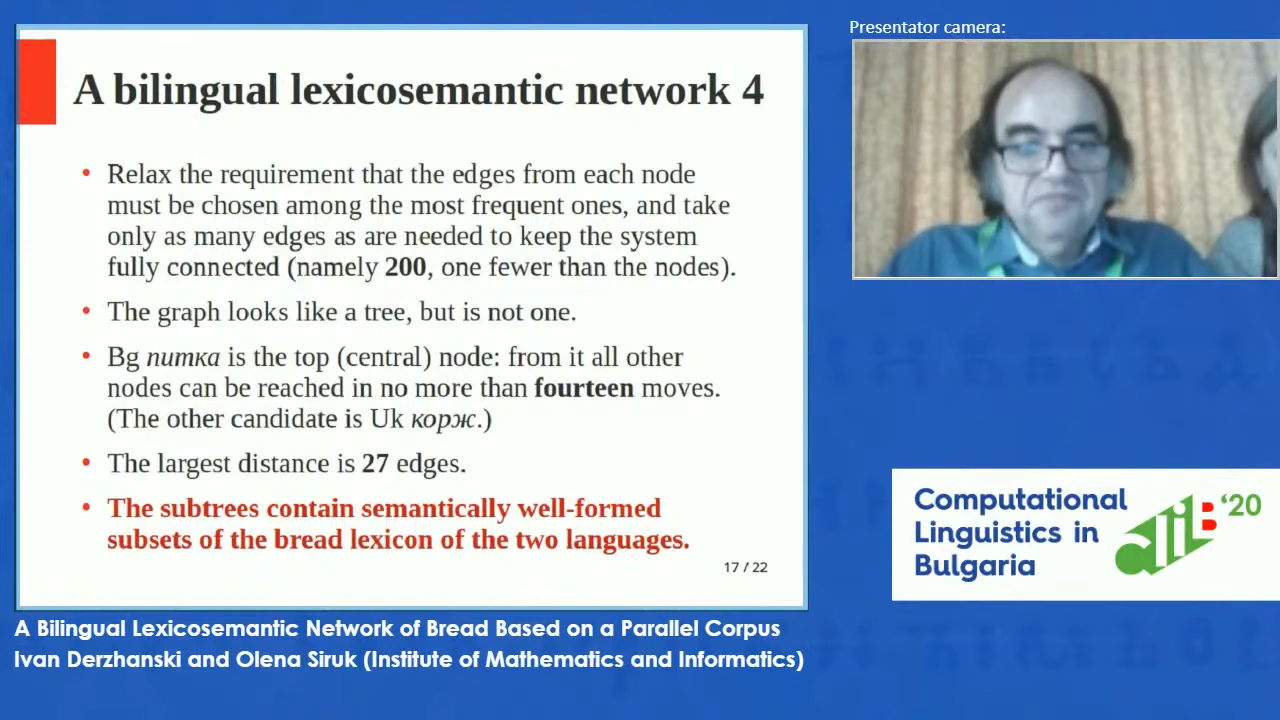 Presentator camera:
A bilingual lexicosemantic network 4
• Relax the requirement that the edges from each node
must be chosen among the most frequent ones, and take
only as many edges as are needed to keep the system
fully connected (namely 200, one fewer than the nodes).
• The graph looks like a tree, but is not one.
• Bg питка is the top (central) node: from it all other
nodes can be reached in no more than fourteen moves.
(The other candidate is Uk корж.)
• The largest distance is 27 edges.
• The subtrees contain semantically well-formed
subsets of the bread lexicon of the two languages.
17 / 22
Computational
Linguistics in
Bulgaria
clıB '20
A Bilingual Lexicosemantic Network of Bread Based on a Parallel Corpus
Ivan Derzhanski and Olena Siruk (Institute of Mathematics and Informatics)